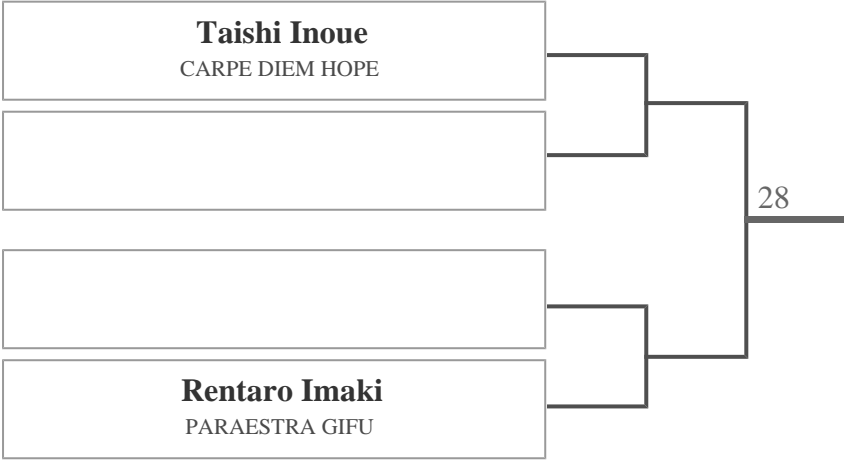 Taishi Inoue
CARPE DIEM HOPE
28
Rentaro Imaki
PARAESTRA GIFU